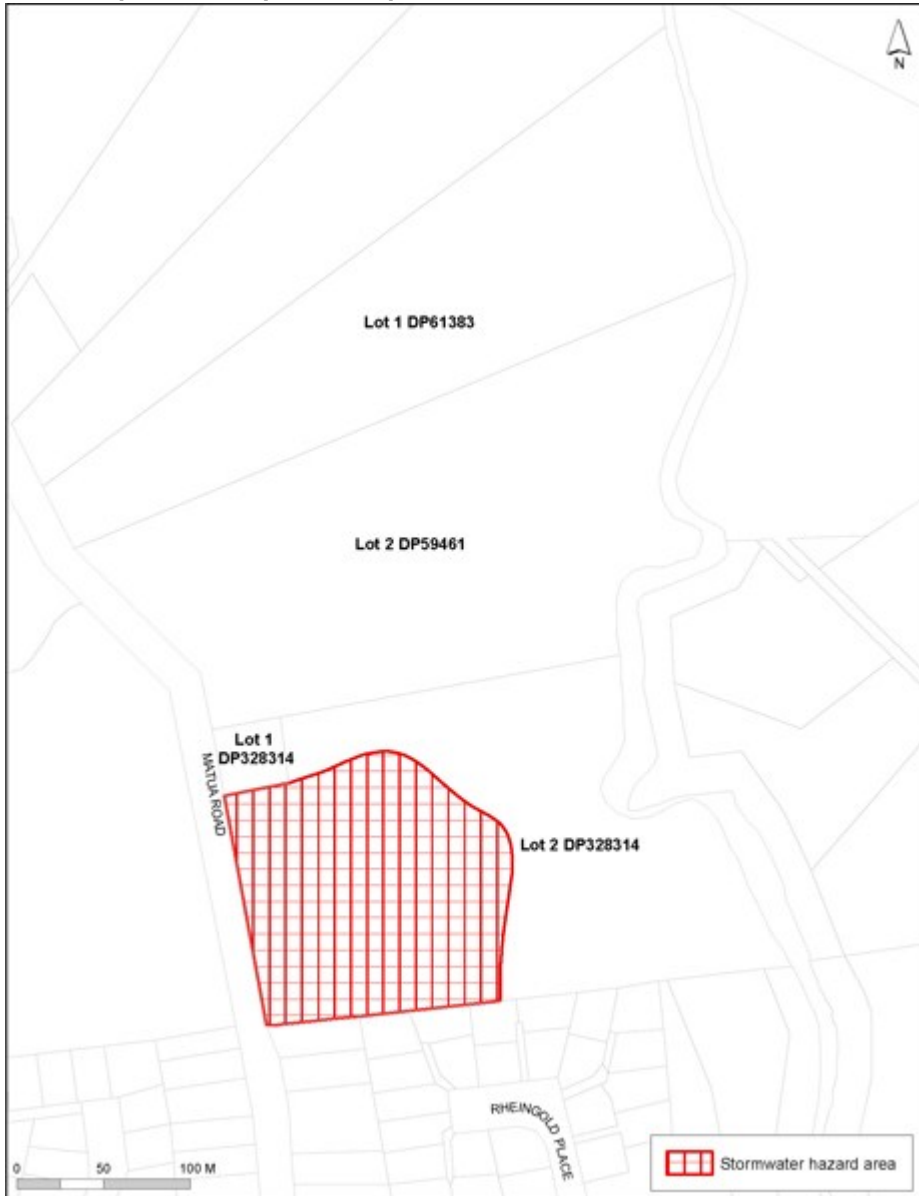 N
Lot 1 DP61383
Lot 2 DP59461
Lot 1
DP328314
MATUA ROAD
Lot 2 DP328314
RHEINGOLD PLACE
0 50 100 M
Stormwater hazard area